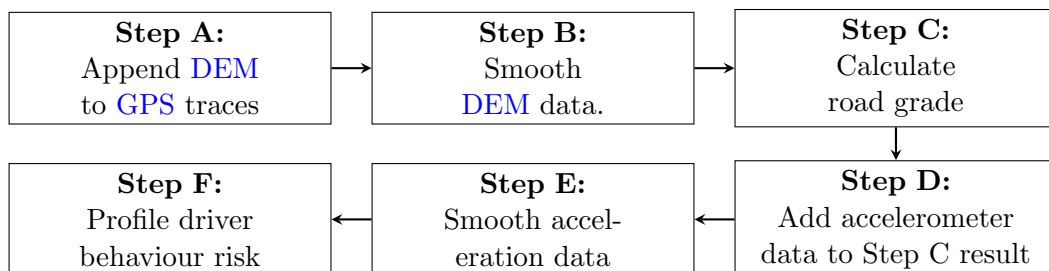 Step A:
Append DEM
to GPS traces
Step B:
Smooth
DEM data.
Step C:
Calculate
road grade
Step D:
Add accelerometer
data to Step C result
Step E:
Smooth accel-
eration data
Step F:
Profile driver
behaviour risk